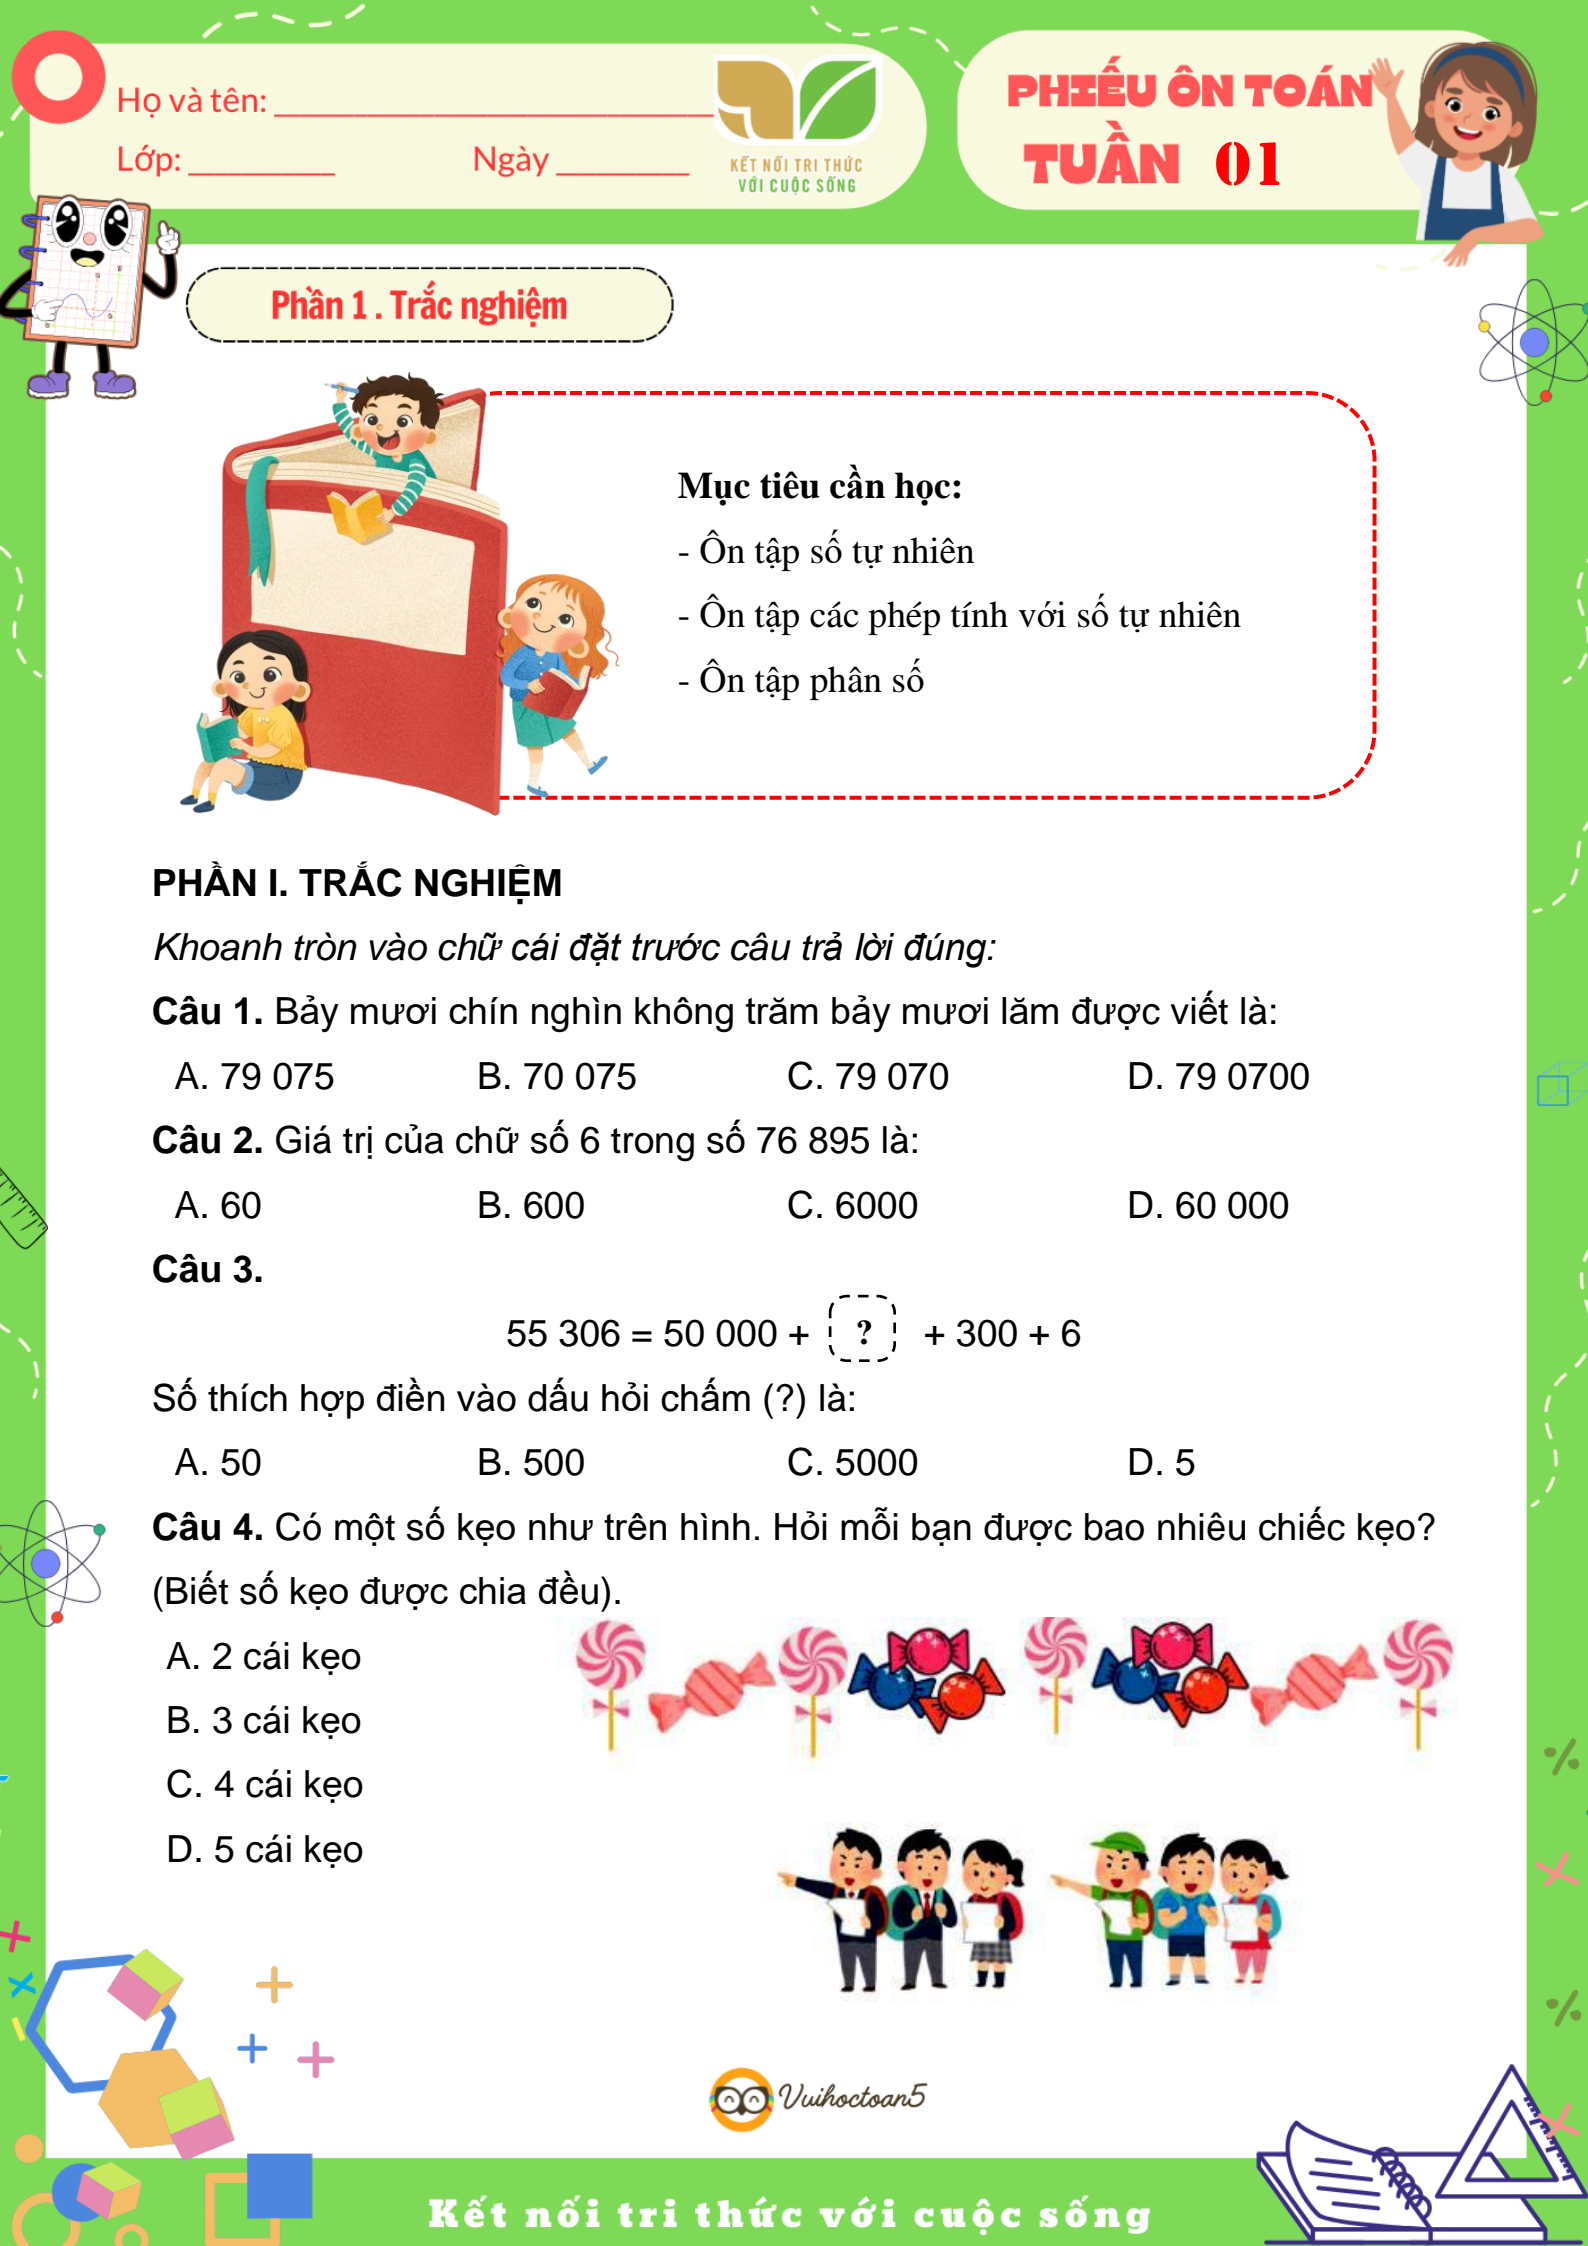 Họ và tên: ______________________
Lớp: ________ Ngày _______
KẾT NỐI TRI THỨC
VỚI CUỘC SỐNG
PHIẾU ÔN TOÁN
TUẦN 01
Phần 1 . Trắc nghiệm
Mục tiêu cần học:
- Ôn tập số tự nhiên
- Ôn tập các phép tính với số tự nhiên
- Ôn tập phân số
PHẦN I. TRẮC NGHIỆM
Khoanh tròn vào chữ cái đặt trước câu trả lời đúng:
Câu 1. Bảy mươi chín nghìn không trăm bảy mươi lăm được viết là:
A. 79 075 B. 70 075 C. 79 070 D. 79 0700
Câu 2. Giá trị của chữ số 6 trong số 76 895 là:
A. 60 B. 600 C. 6000 D. 60 000
Câu 3.
55 306 = 50 000 + ? + 300 + 6
Số thích hợp điền vào dấu hỏi chấm (?) là:
A. 50 B. 500 C. 5000 D. 5
Câu 4. Có một số kẹo như trên hình. Hỏi mỗi bạn được bao nhiêu chiếc kẹo?
(Biết số kẹo được chia đều).
A. 2 cái kẹo
B. 3 cái kẹo
C. 4 cái kẹo
D. 5 cái kẹo
Vuihoctoan5
Kết nối tri thức với cuộc sống